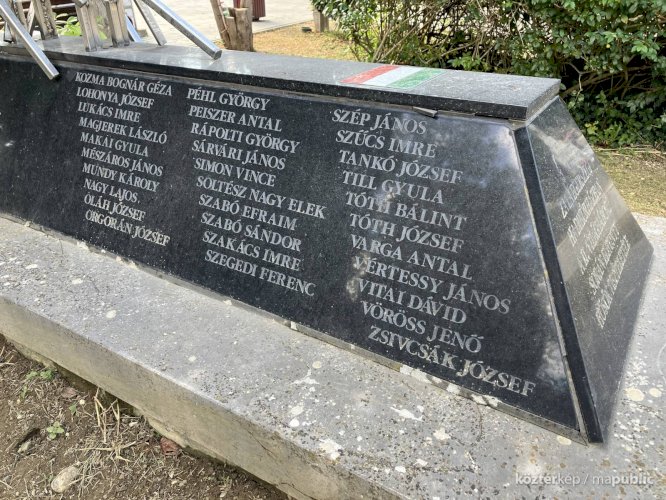 KOZMA BOGNÁR GÉZA
LOHONYA JÓZSEF
LUKÁCS IMRE
MAGJEREK LÁSZLÓ
MAKAI GYULA
MÉSZÁROS JÁNOS
MUNDY KÁROLY
NAGY LAJOS
OLÁH JÓZSEF
ORGORÁN JÓZSEF
PÉHL GYÖRGY
PEISZER ANTAL
RÁPOLTI GYÖRGY
SÁRVÁRI JÁNOS
SIMON VINCE
SOLTÉSZ NAGY ELEK
SZABÓ EFRAIM
SZABÓ SÁNDOR
SZAKÁCS IMRE
SZEGEDI FERENC
SZÉP JÁNOS
SZŰCS IMRE
TANKÓ JÓZSEF
TILL GYULA
TÓTH BÁLINT
TÓTH JÓZSEF
VARGA ANTAL
VÉRTESSY JÁNOS
VITAI DÁVID
VÖRÖSS JENŐ
ZSIVCSÁK JÓZSEF
köztérkép / mapublic